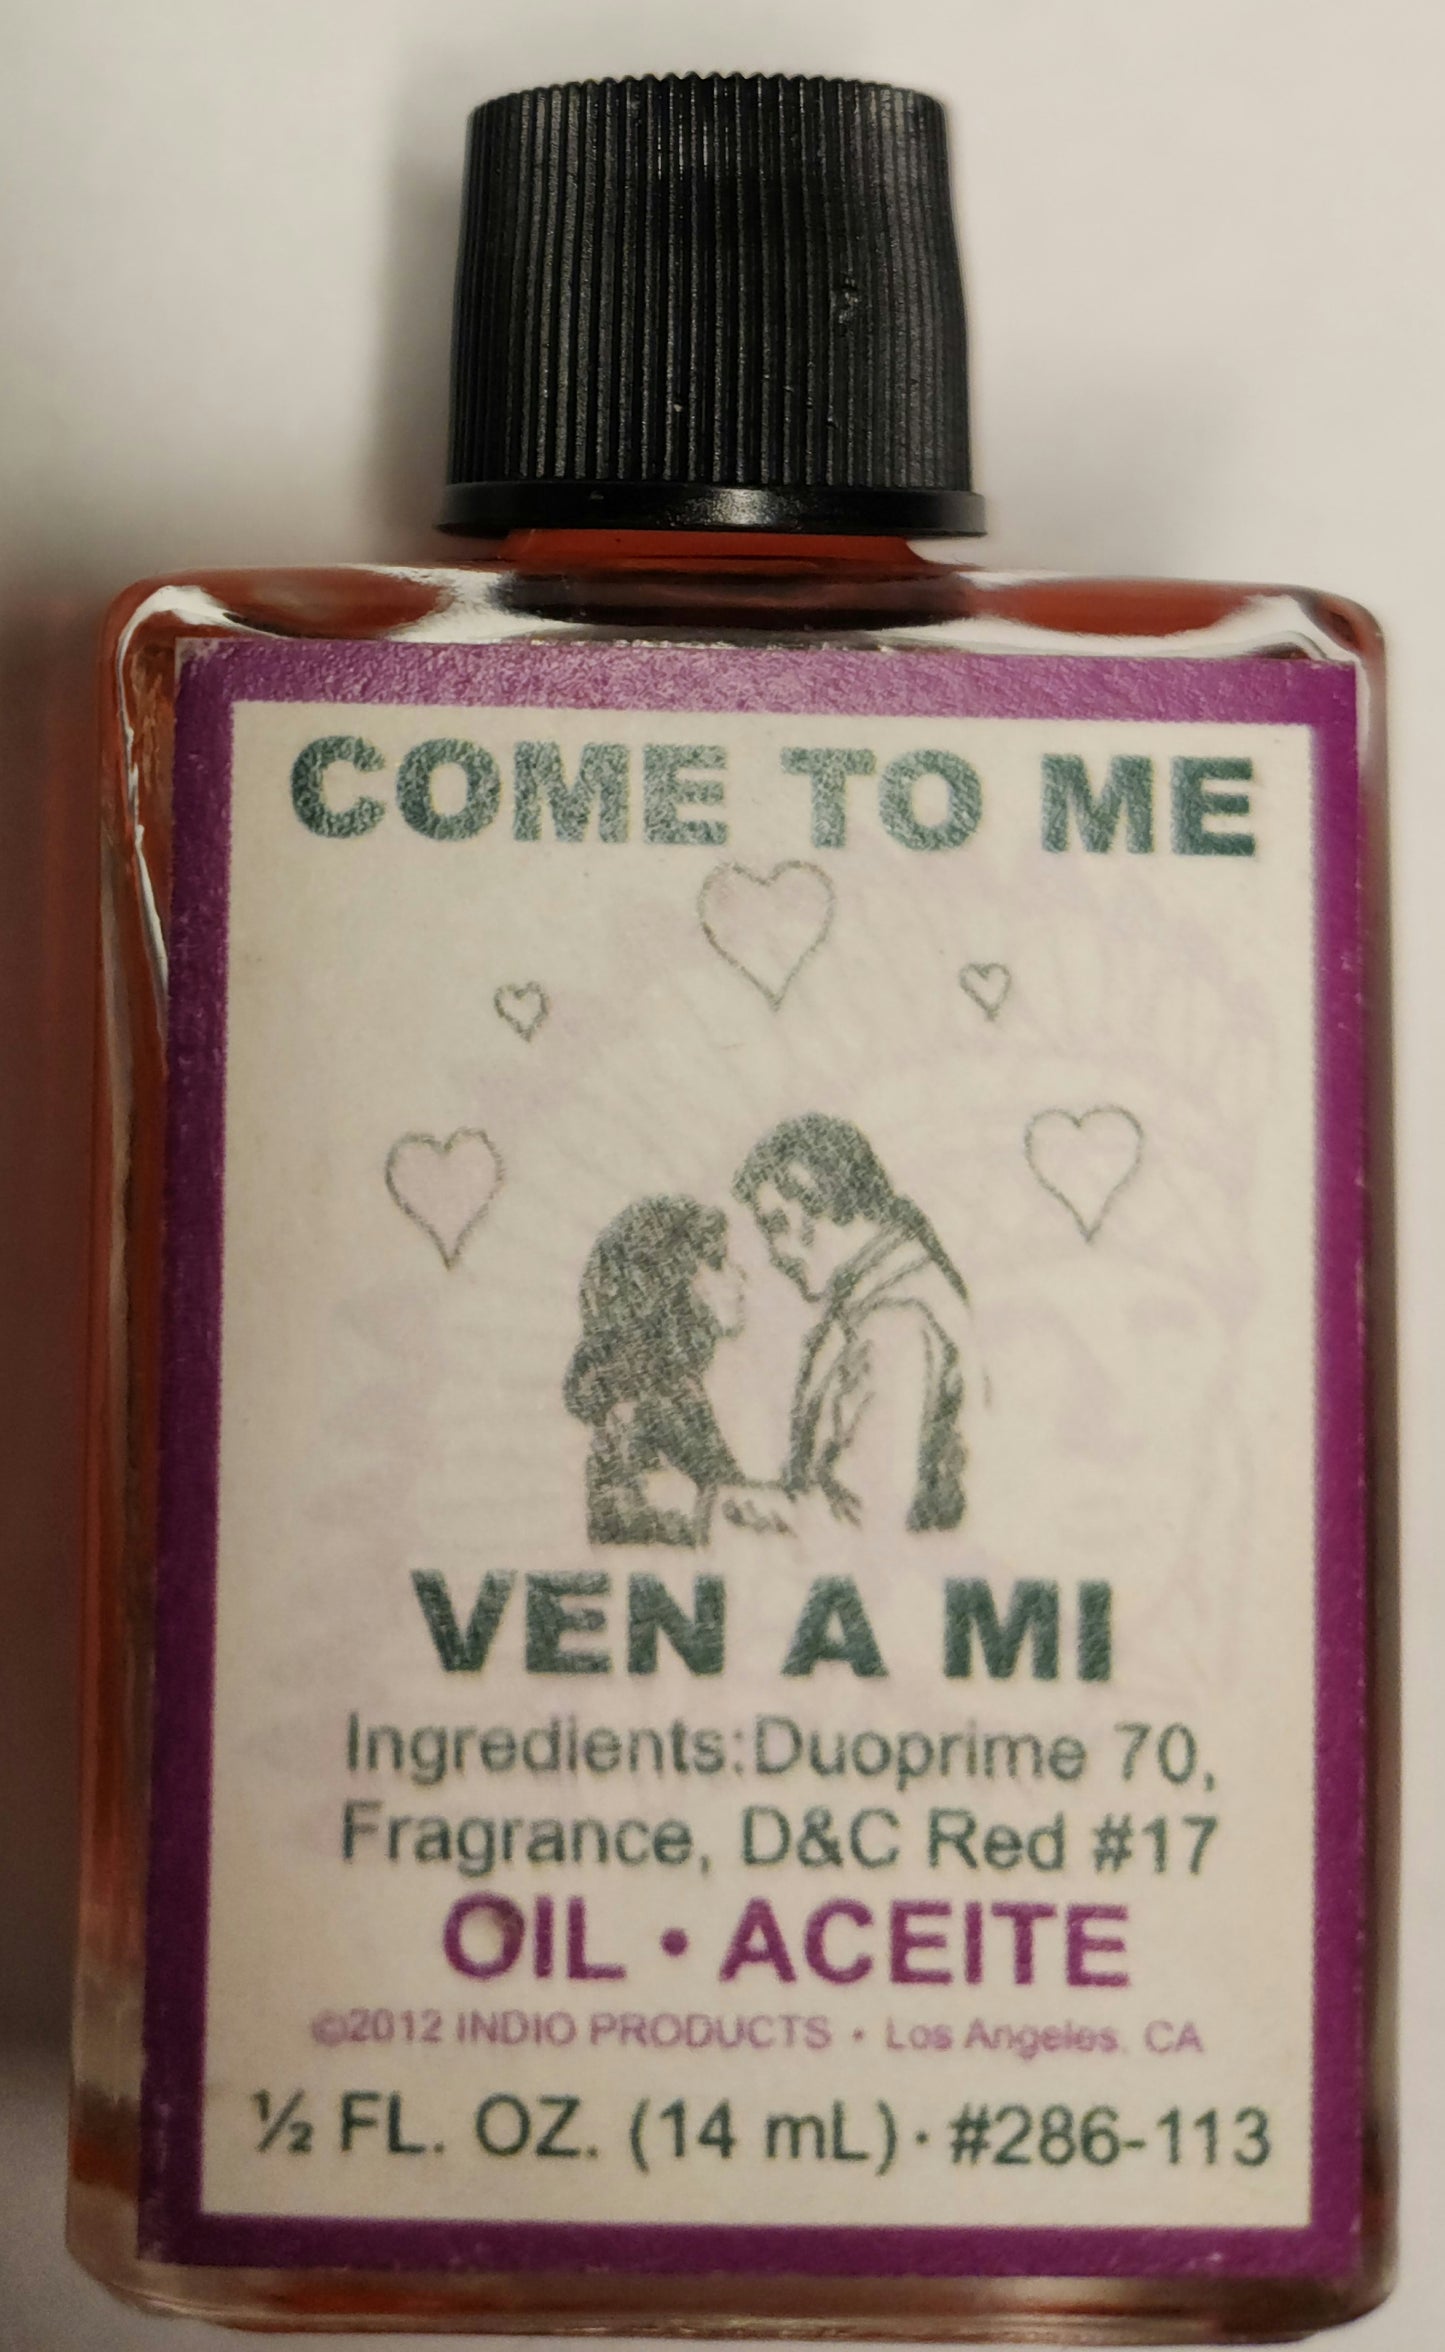 COME TO ME
VEN A MI
Ingredients:Duoprime 70,
Fragrance, D&C Red #17
OIL • ACEITE
©2012 INDIO PRODUCTS • Los Angeles, CA
½ FL. OZ. (14 mL) • #286-113